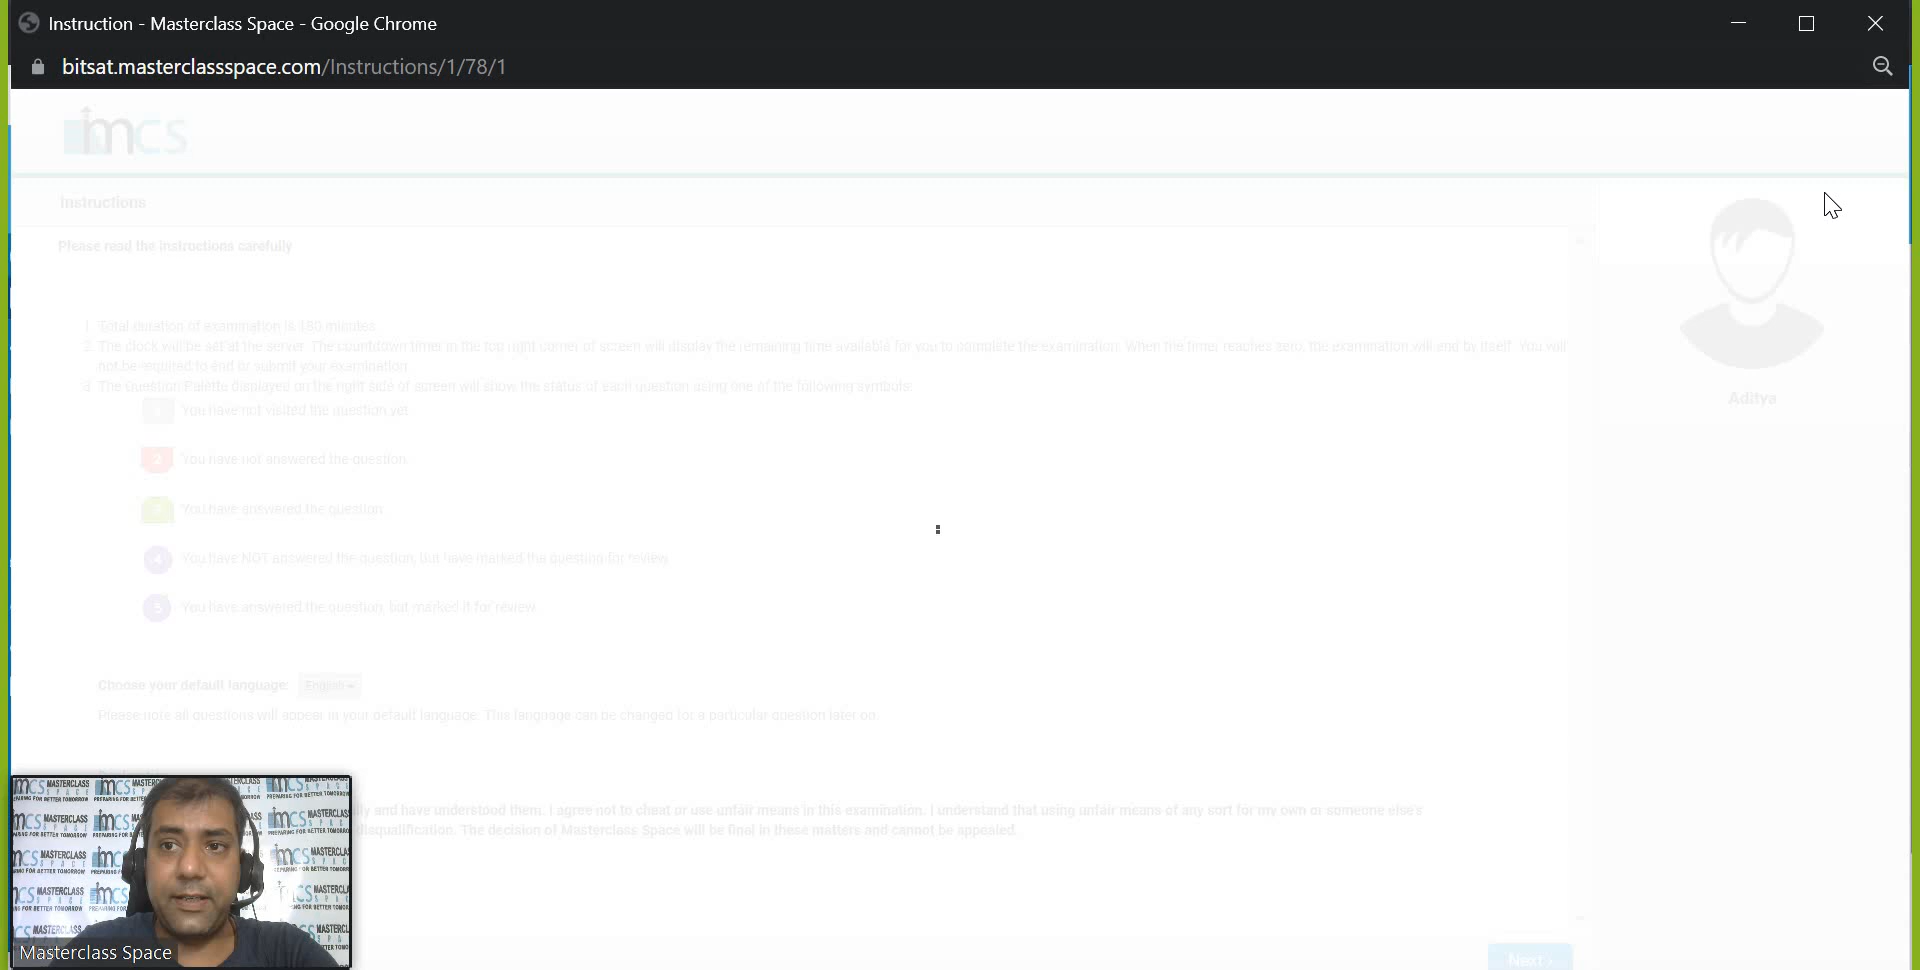 Instruction - Masterclass Space - Google Chrome
bitsat.masterclassspace.com/Instructions/1/78/1
imcs
Instructions
Please read the instructions carefully
1. Total duration of examination is 180 minutes.
2. The clock will be set at the server. The countdown timer in the top right corner of screen will display the remaining time available for you to complete the examination. When the timer reaches zero, the examination will end by itself. You will
not be required to end or submit your examination.
3. The Question Palette displayed on the right side of screen will show the status of each question using one of the following symbols:
1 You have not visited the question yet.
2 You have not answered the question.
3 You have answered the question.
4 You have NOT answered the question, but have marked the question for review.
5 You have answered the question, but marked it for review.
Aditya
Choose your default language: English
Please note all questions will appear in your default language. This language can be changed for a particular question later on.
and have understood them. I agree not to cheat or use unfair means in this examination. I understand that using unfair means of any sort for my own or someone else's
disqualification. The decision of Masterclass Space will be final in these matters and cannot be appealed.
Masterclass Space
Next ›